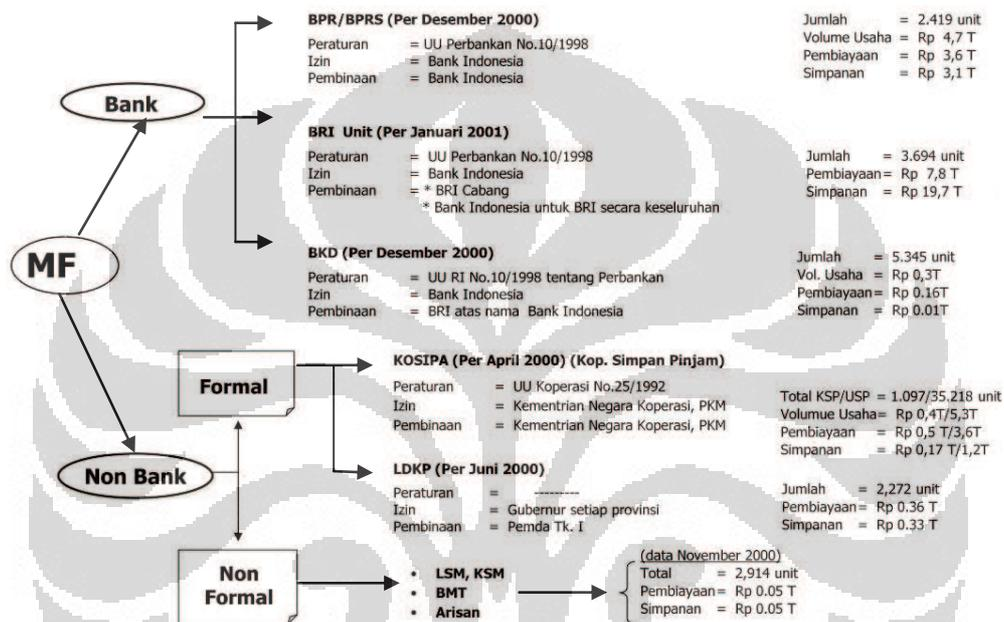 BPR/BPRS (Per Desember 2000)
Peraturan = UU Perbankan No.10/1998
Izin = Bank Indonesia
Pembinaan = Bank Indonesia
Jumlah = 2.419 unit
Volume Usaha = Rp 4,7 T
Pembiayaan = Rp 3,6 T
Simpanan = Rp 3,1 T
Bank
BRI Unit (Per Januari 2001)
Peraturan = UU Perbankan No.10/1998
Izin = Bank Indonesia
Pembinaan = * BRI Cabang
* Bank Indonesia untuk BRI secara keseluruhan
Jumlah = 3.694 unit
Pembiayaan = Rp 7,8 T
Simpanan = Rp 19,7 T
MF
BKD (Per Desember 2000)
Peraturan = UU RI No.10/1998 tentang Perbankan
Izin = Bank Indonesia
Pembinaan = BRI atas nama Bank Indonesia
Jumlah = 5.345 unit
Vol. Usaha = Rp 0,3T
Pembiayaan= Rp 0.16T
Simpanan = Rp 0.01T
Formal
KOSIPA (Per April 2000) (Kop. Simpan Pinjam)
Peraturan = UU Koperasi No.25/1992
Izin = Kementrian Negara Koperasi, PKM
Pembinaan = Kementrian Negara Koperasi, PKM
Total KSP/USP = 1.097/35.218 unit
Volumue Usaha= Rp 0,4T/5,3T
Pembiayaan = Rp 0,5 T/3,6T
Simpanan = Rp 0,17 T/1,2T
Non Bank
LDKP (Per Juni 2000)
Peraturan = ---------
Izin = Gubernur setiap provinsi
Pembinaan = Pemda Tk. I
Jumlah = 2,272 unit
Pembiayaan= Rp 0.36 T
Simpanan = Rp 0.33 T
Non
Formal
• LSM, KSM
• BMT
• Arisan
(data November 2000)
Total = 2,914 unit
Pembiayaan= Rp 0.05 T
Simpanan = Rp 0.05 T